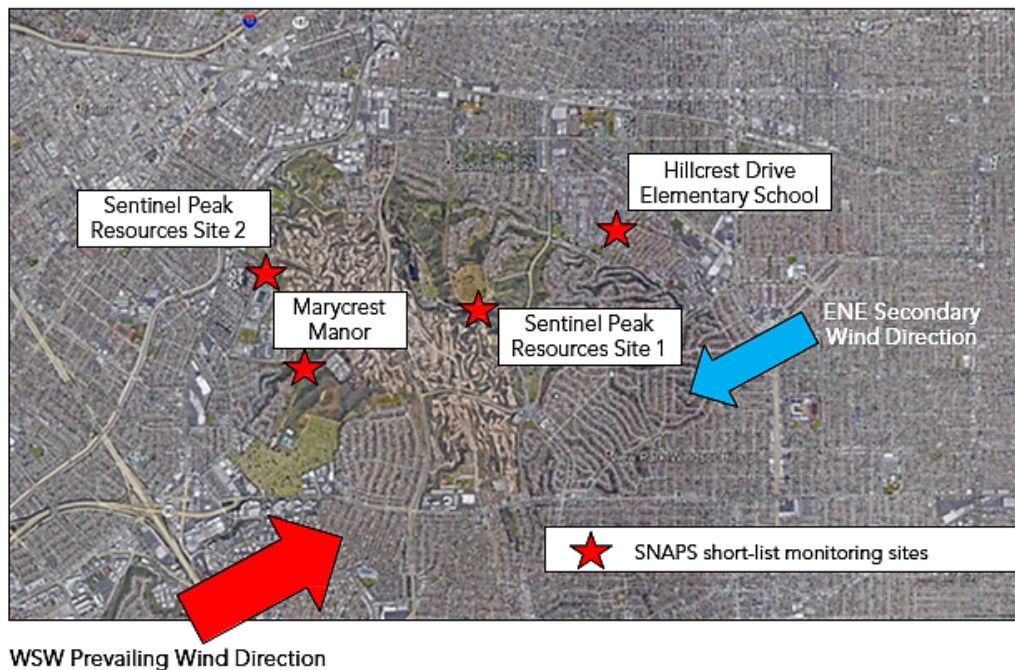 Hillcrest Drive
Elementary School
Sentinel Peak
Resources Site 2
Marycrest
Manor
ENE Secondary
Wind Direction
Sentinel Peak
Resources Site 1
SNAPS short-list monitoring sites
WSW Prevailing Wind Direction